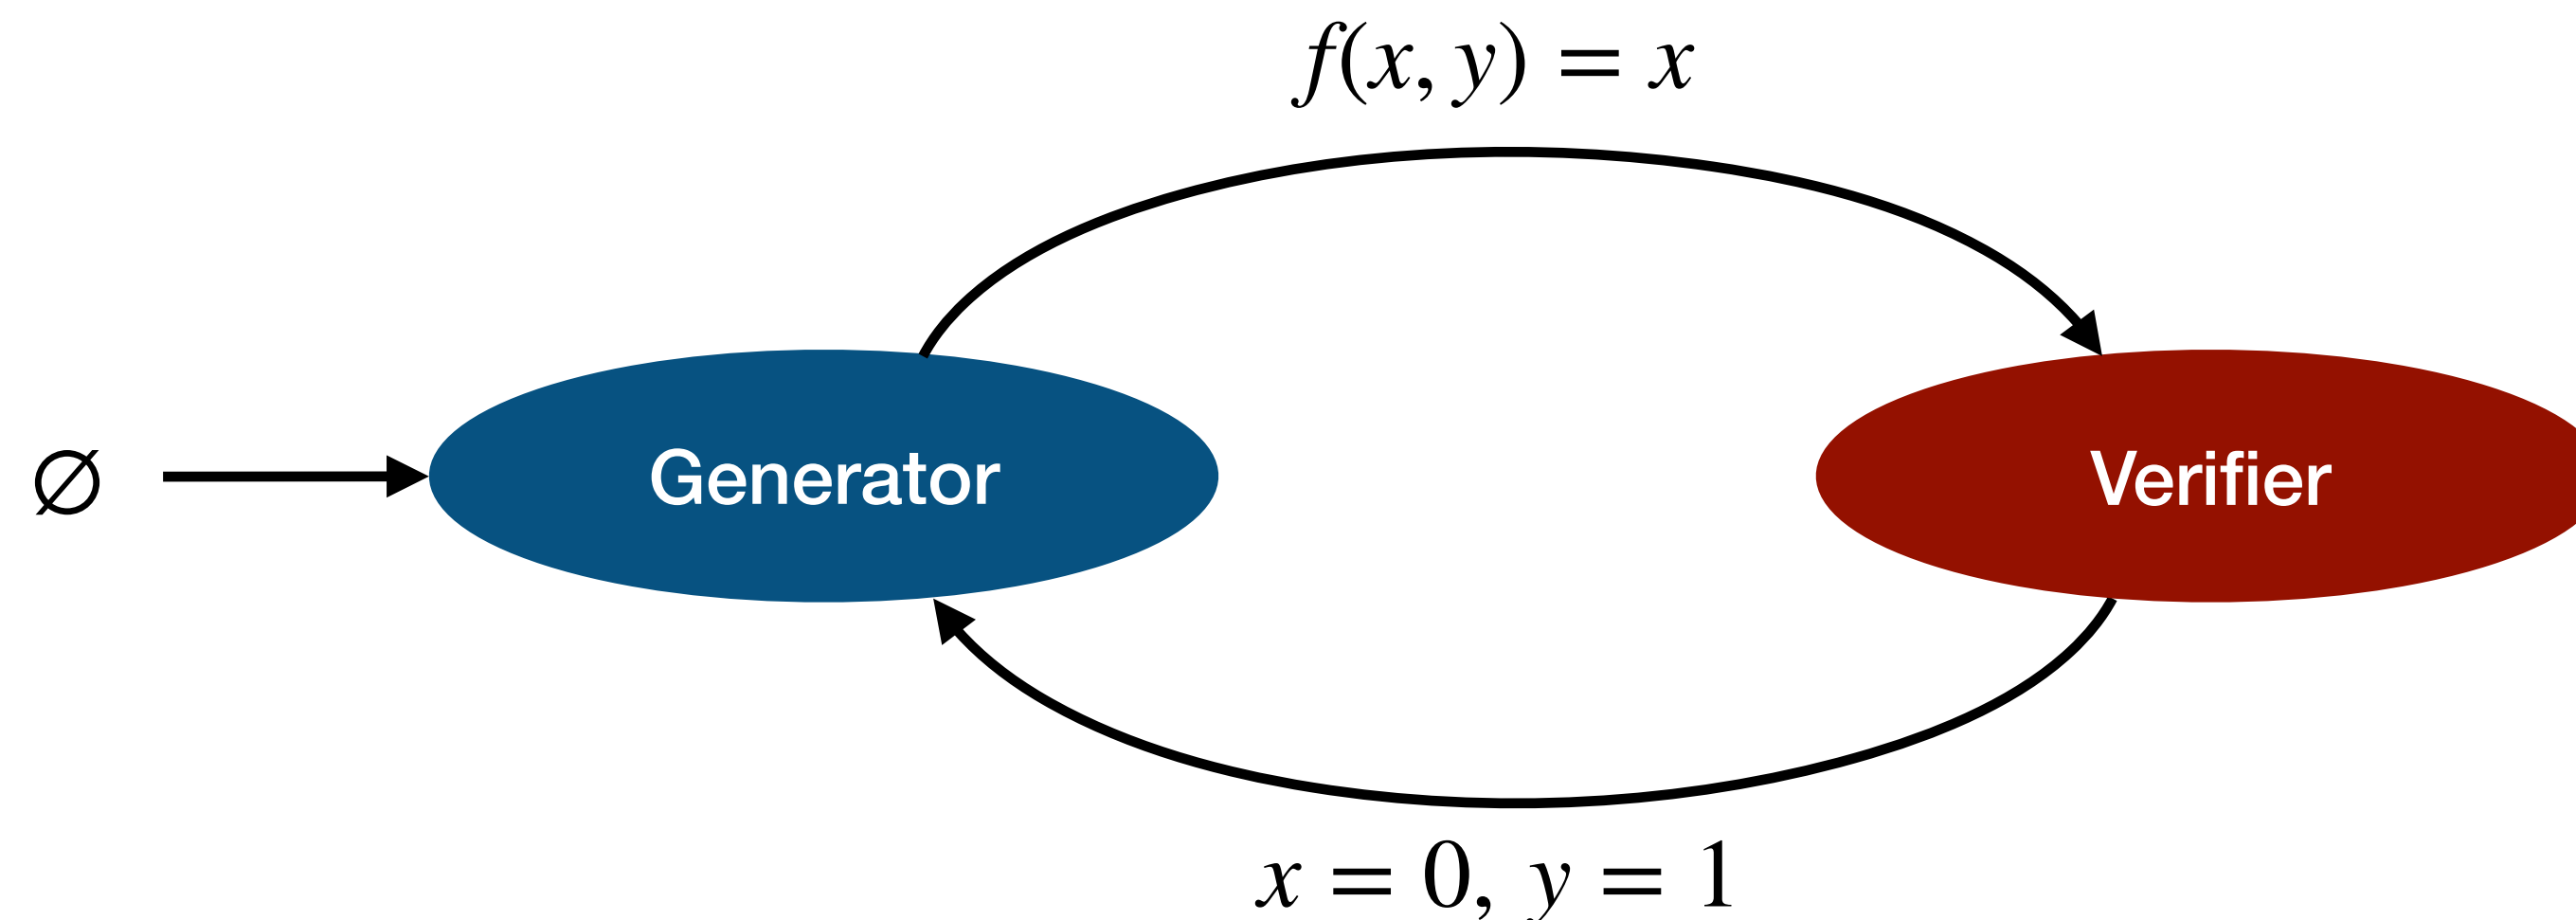 f(x, y) = x
∅
Generator
Verifier
x = 0, y = 1